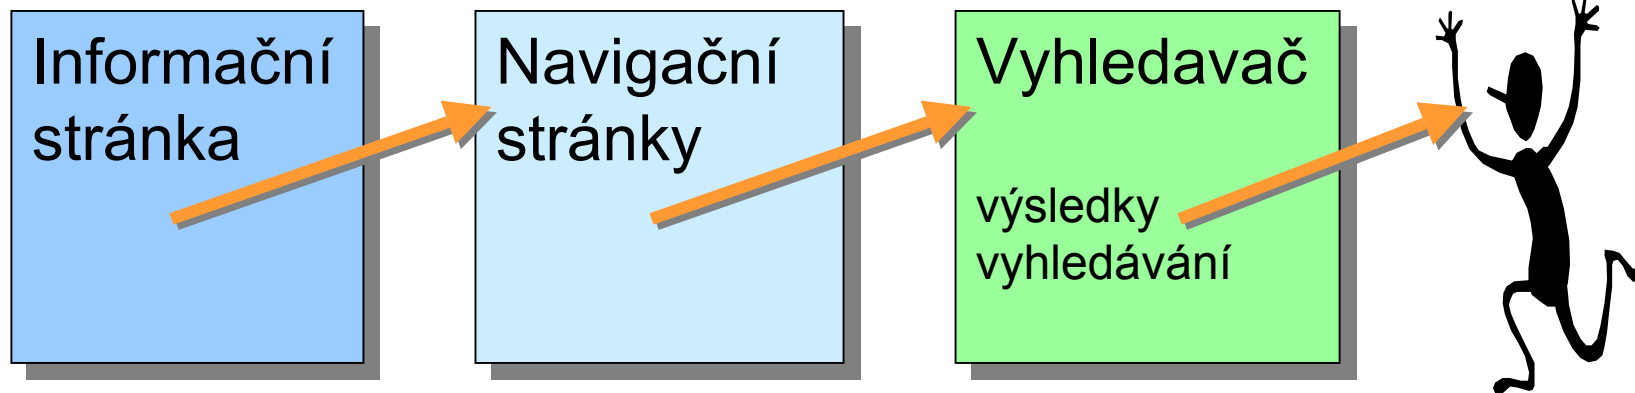 Informační
stránka
Navigační
stránky
Vyhledavač
výsledky
vyhledávání